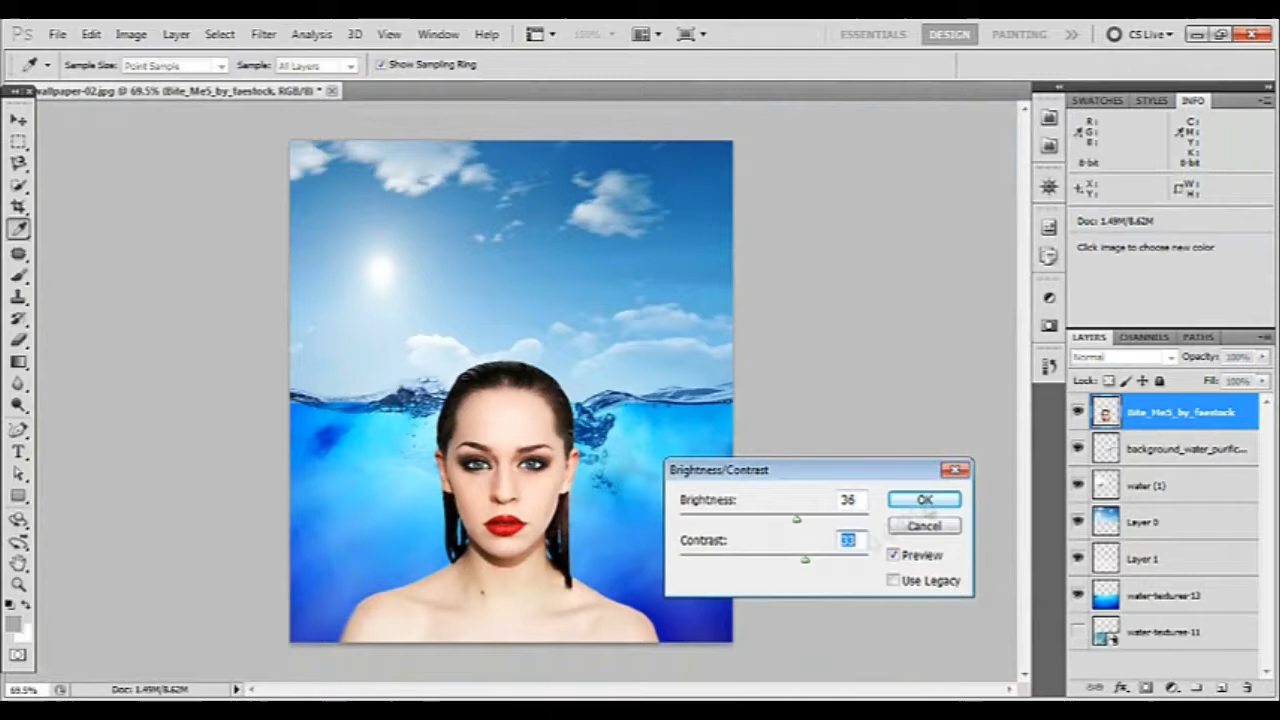 Ps File Edit Image Layer Select Filter Analysis 3D View Window Help 100% ESSENTIALS DESIGN PAINTING CS Live
Sample Size: Point Sample Sample: All Layers Show Sampling Ring
wallpaper-02.jpg @ 69.5% (Bite_Me5_by_faestock, RGB/8) *
SWATCHES STYLES INFO
R: C:
G: M:
B: Y:
K:
8-bit 8-bit
X: W:
Y: H:
Doc: 1.49M/8.62M
Click image to choose new color
LAYERS CHANNELS PATHS
Normal Opacity: 100%
Lock: Fill: 100%
Bite_Me5_by_faestock
background_water_purific...
water (1)
Layer 0
Layer 1
water-textures-13
water-textures-11
Brightness/Contrast
Brightness: 36 OK
Cancel
Contrast: 33
Preview
Use Legacy
69.5% Doc: 1.49M/8.62M